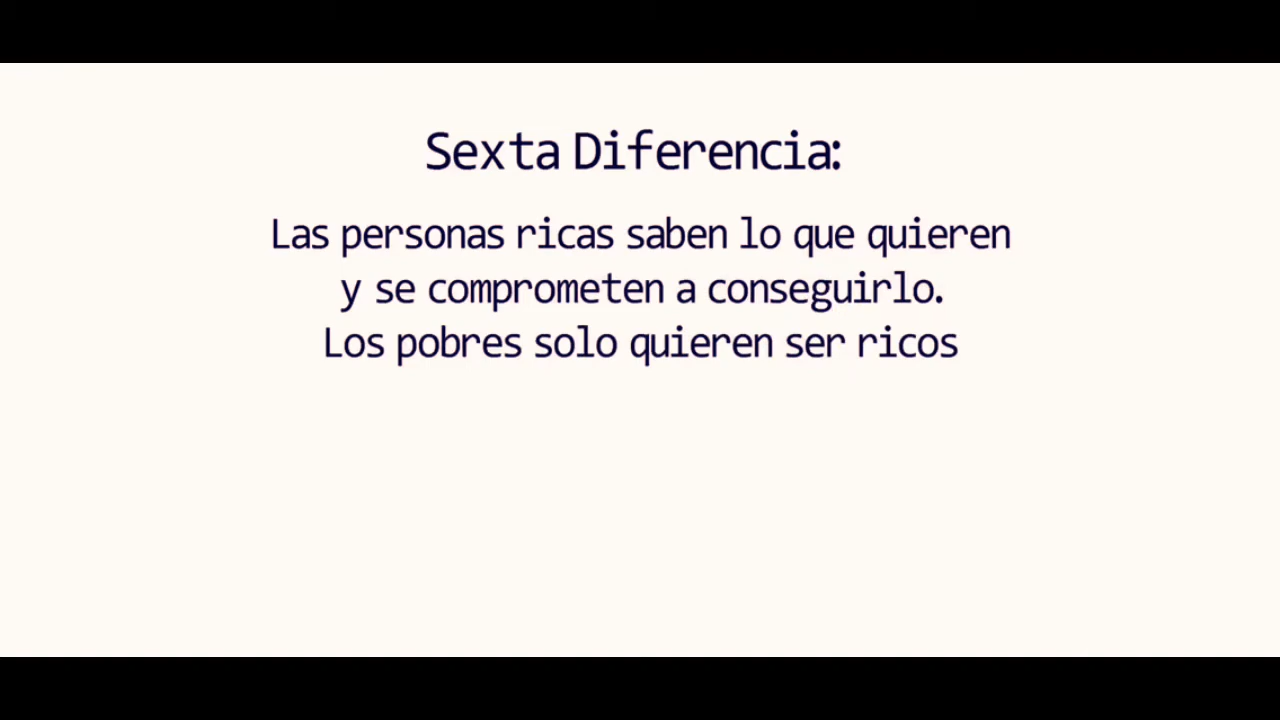 Sexta Diferencia:
Las personas ricas saben lo que quieren
y se comprometen a conseguirlo.
Los pobres solo quieren ser ricos